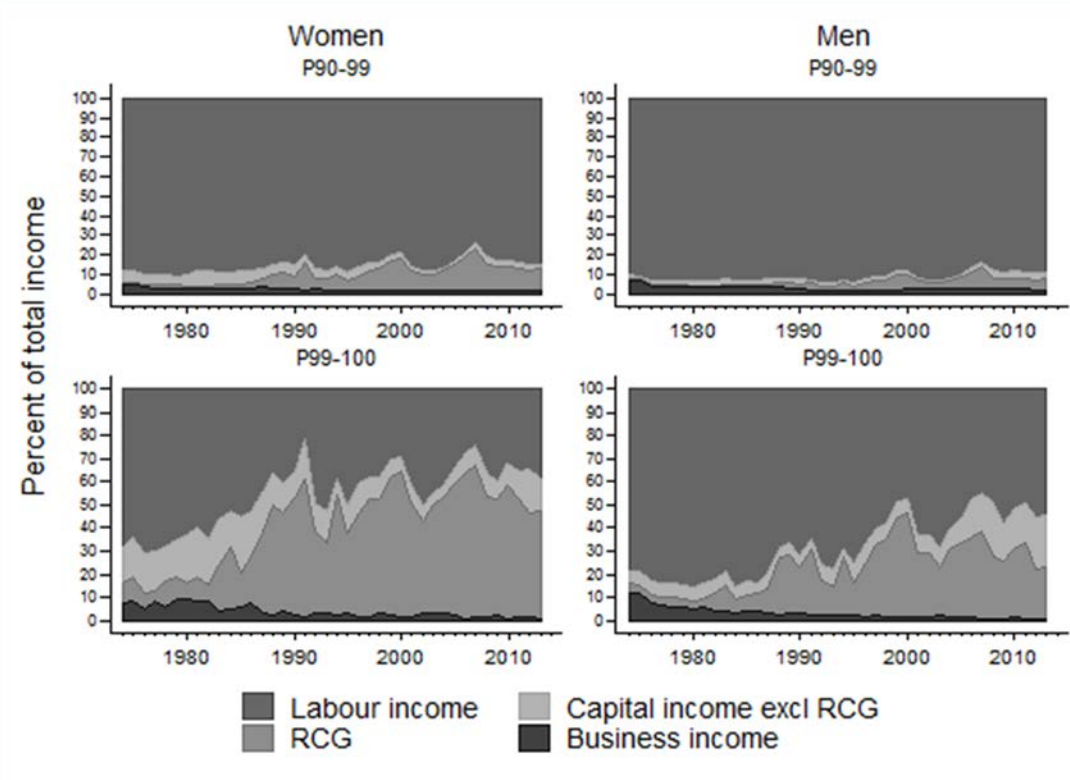 Women
P90-99
Men
P90-99
Percent of total income
100
90
80
70
60
50
40
30
20
10
0
1980 1990 2000 2010
100
90
80
70
60
50
40
30
20
10
0
1980 1990 2000 2010
P99-100
100
90
80
70
60
50
40
30
20
10
0
1980 1990 2000 2010
P99-100
100
90
80
70
60
50
40
30
20
10
0
1980 1990 2000 2010
Labour income
Capital income excl RCG
RCG
Business income